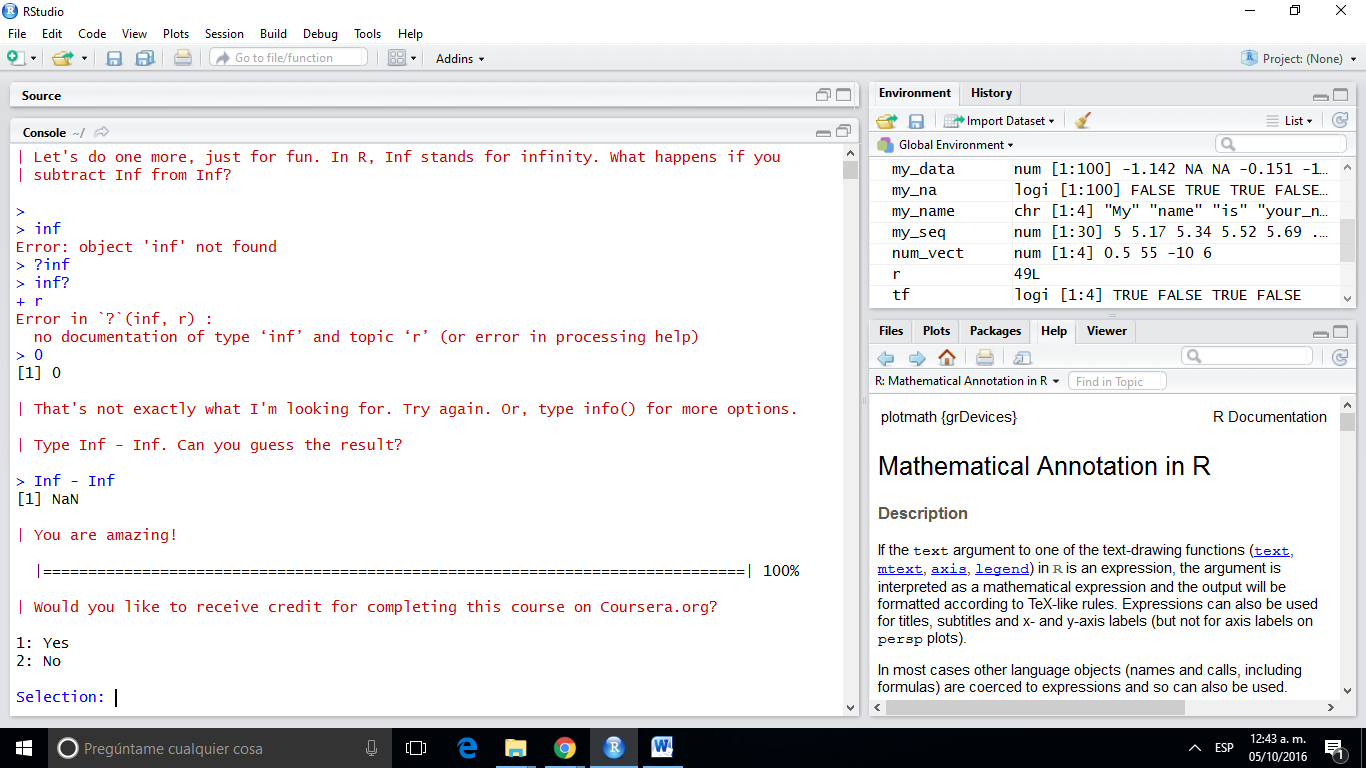 RStudio
File Edit Code View Plots Session Build Debug Tools Help
Go to file/function Addins Project: (None)
Source
Console ~/
| Let's do one more, just for fun. In R, Inf stands for infinity. What happens if you
| subtract Inf from Inf?
>
> inf
Error: object 'inf' not found
> ?inf
> inf?
+ r
Error in `?`(inf, r) :
no documentation of type ‘inf’ and topic ‘r’ (or error in processing help)
> 0
[1] 0
| That's not exactly what I'm looking for. Try again. Or, type info() for more options.
| Type Inf - Inf. Can you guess the result?
> Inf - Inf
[1] NaN
| You are amazing!
|==============================================================================| 100%
| Would you like to receive credit for completing this course on Coursera.org?
1: Yes
2: No
Selection:
Environment History
Import Dataset List
Global Environment
my_data num [1:100] -1.142 NA NA -0.151 -1…
my_na logi [1:100] FALSE TRUE TRUE FALSE…
my_name chr [1:4] "My" "name" "is" "your_n…
my_seq num [1:30] 5 5.17 5.34 5.52 5.69 .…
num_vect num [1:4] 0.5 55 -10 6
r 49L
tf logi [1:4] TRUE FALSE TRUE FALSE
Files Plots Packages Help Viewer
R: Mathematical Annotation in R Find in Topic
plotmath {grDevices} R Documentation
Mathematical Annotation in R
Description
If the text argument to one of the text-drawing functions (text,
mtext, axis, legend) in R is an expression, the argument is
interpreted as a mathematical expression and the output will be
formatted according to TeX-like rules. Expressions can also be used
for titles, subtitles and x- and y-axis labels (but not for axis labels on
persp plots).
In most cases other language objects (names and calls, including
formulas) are coerced to expressions and so can also be used.
Pregúntame cualquier cosa
ESP
12:43 a. m.
05/10/2016
1